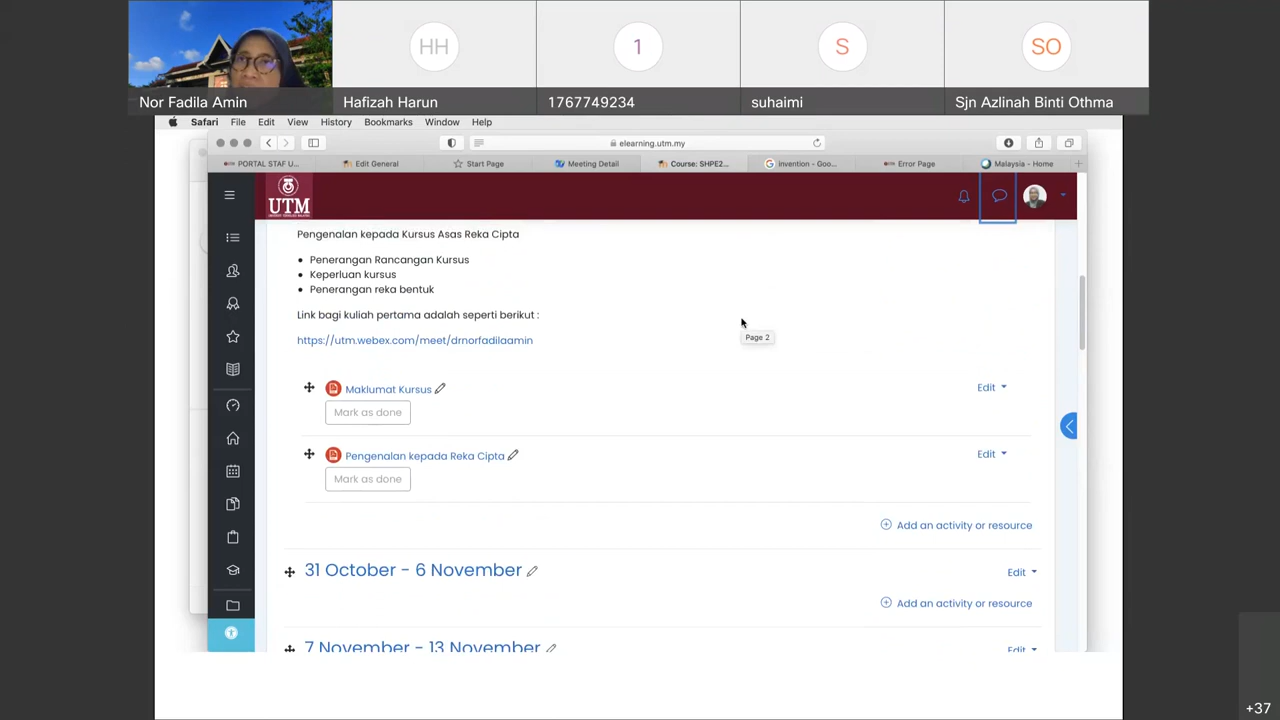 HH
1
S
SO
Nor Fadila Amin
Hafizah Harun
1767749234
suhaimi
Sjn Azlinah Binti Othma
Safari File Edit View History Bookmarks Window Help
elearning.utm.my
PORTAL STAF U...
Edit General
Start Page
Meeting Detail
Course: SHPE2...
invention - Goo...
Error Page
Malaysia - Home
UTM
Pengenalan kepada Kursus Asas Reka Cipta
Penerangan Rancangan Kursus
Keperluan kursus
Penerangan reka bentuk
Link bagi kuliah pertama adalah seperti berikut :
Page 2
https://utm.webex.com/meet/drnorfadilaamin
Maklumat Kursus
Edit
Mark as done
Pengenalan kepada Reka Cipta
Edit
Mark as done
Add an activity or resource
31 October - 6 November
Edit
Add an activity or resource
7 November - 13 November
Edit
+37